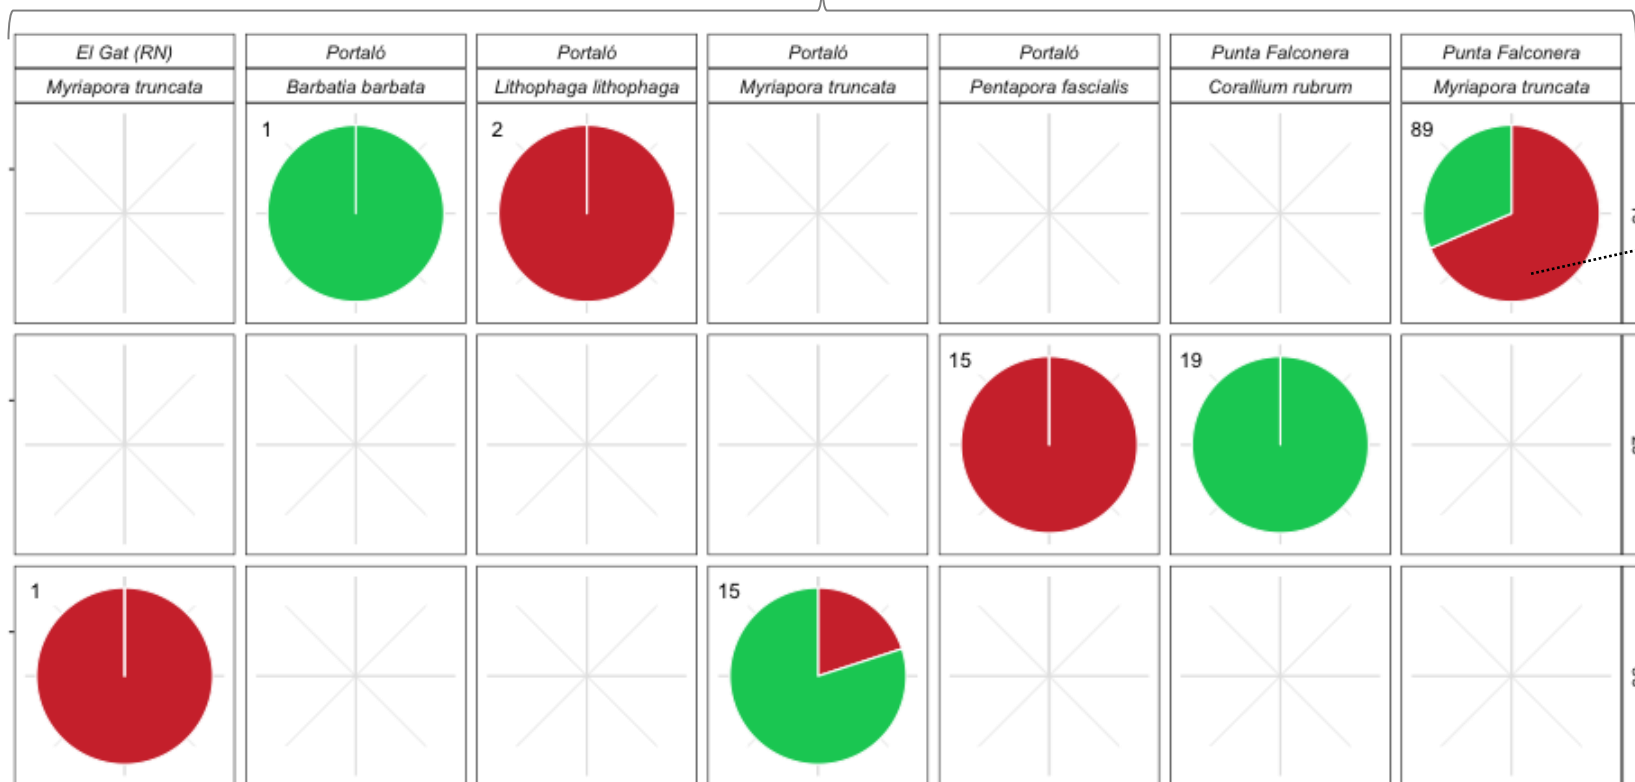 El Gat (RN) Portaló Portaló Portaló Portaló Punta Falconera Punta Falconera
Myriapora truncata Barbatia barbata Lithophaga lithophaga Myriapora truncata Pentapora fascialis Corallium rubrum Myriapora truncata
1 2 89
15 19
1 15